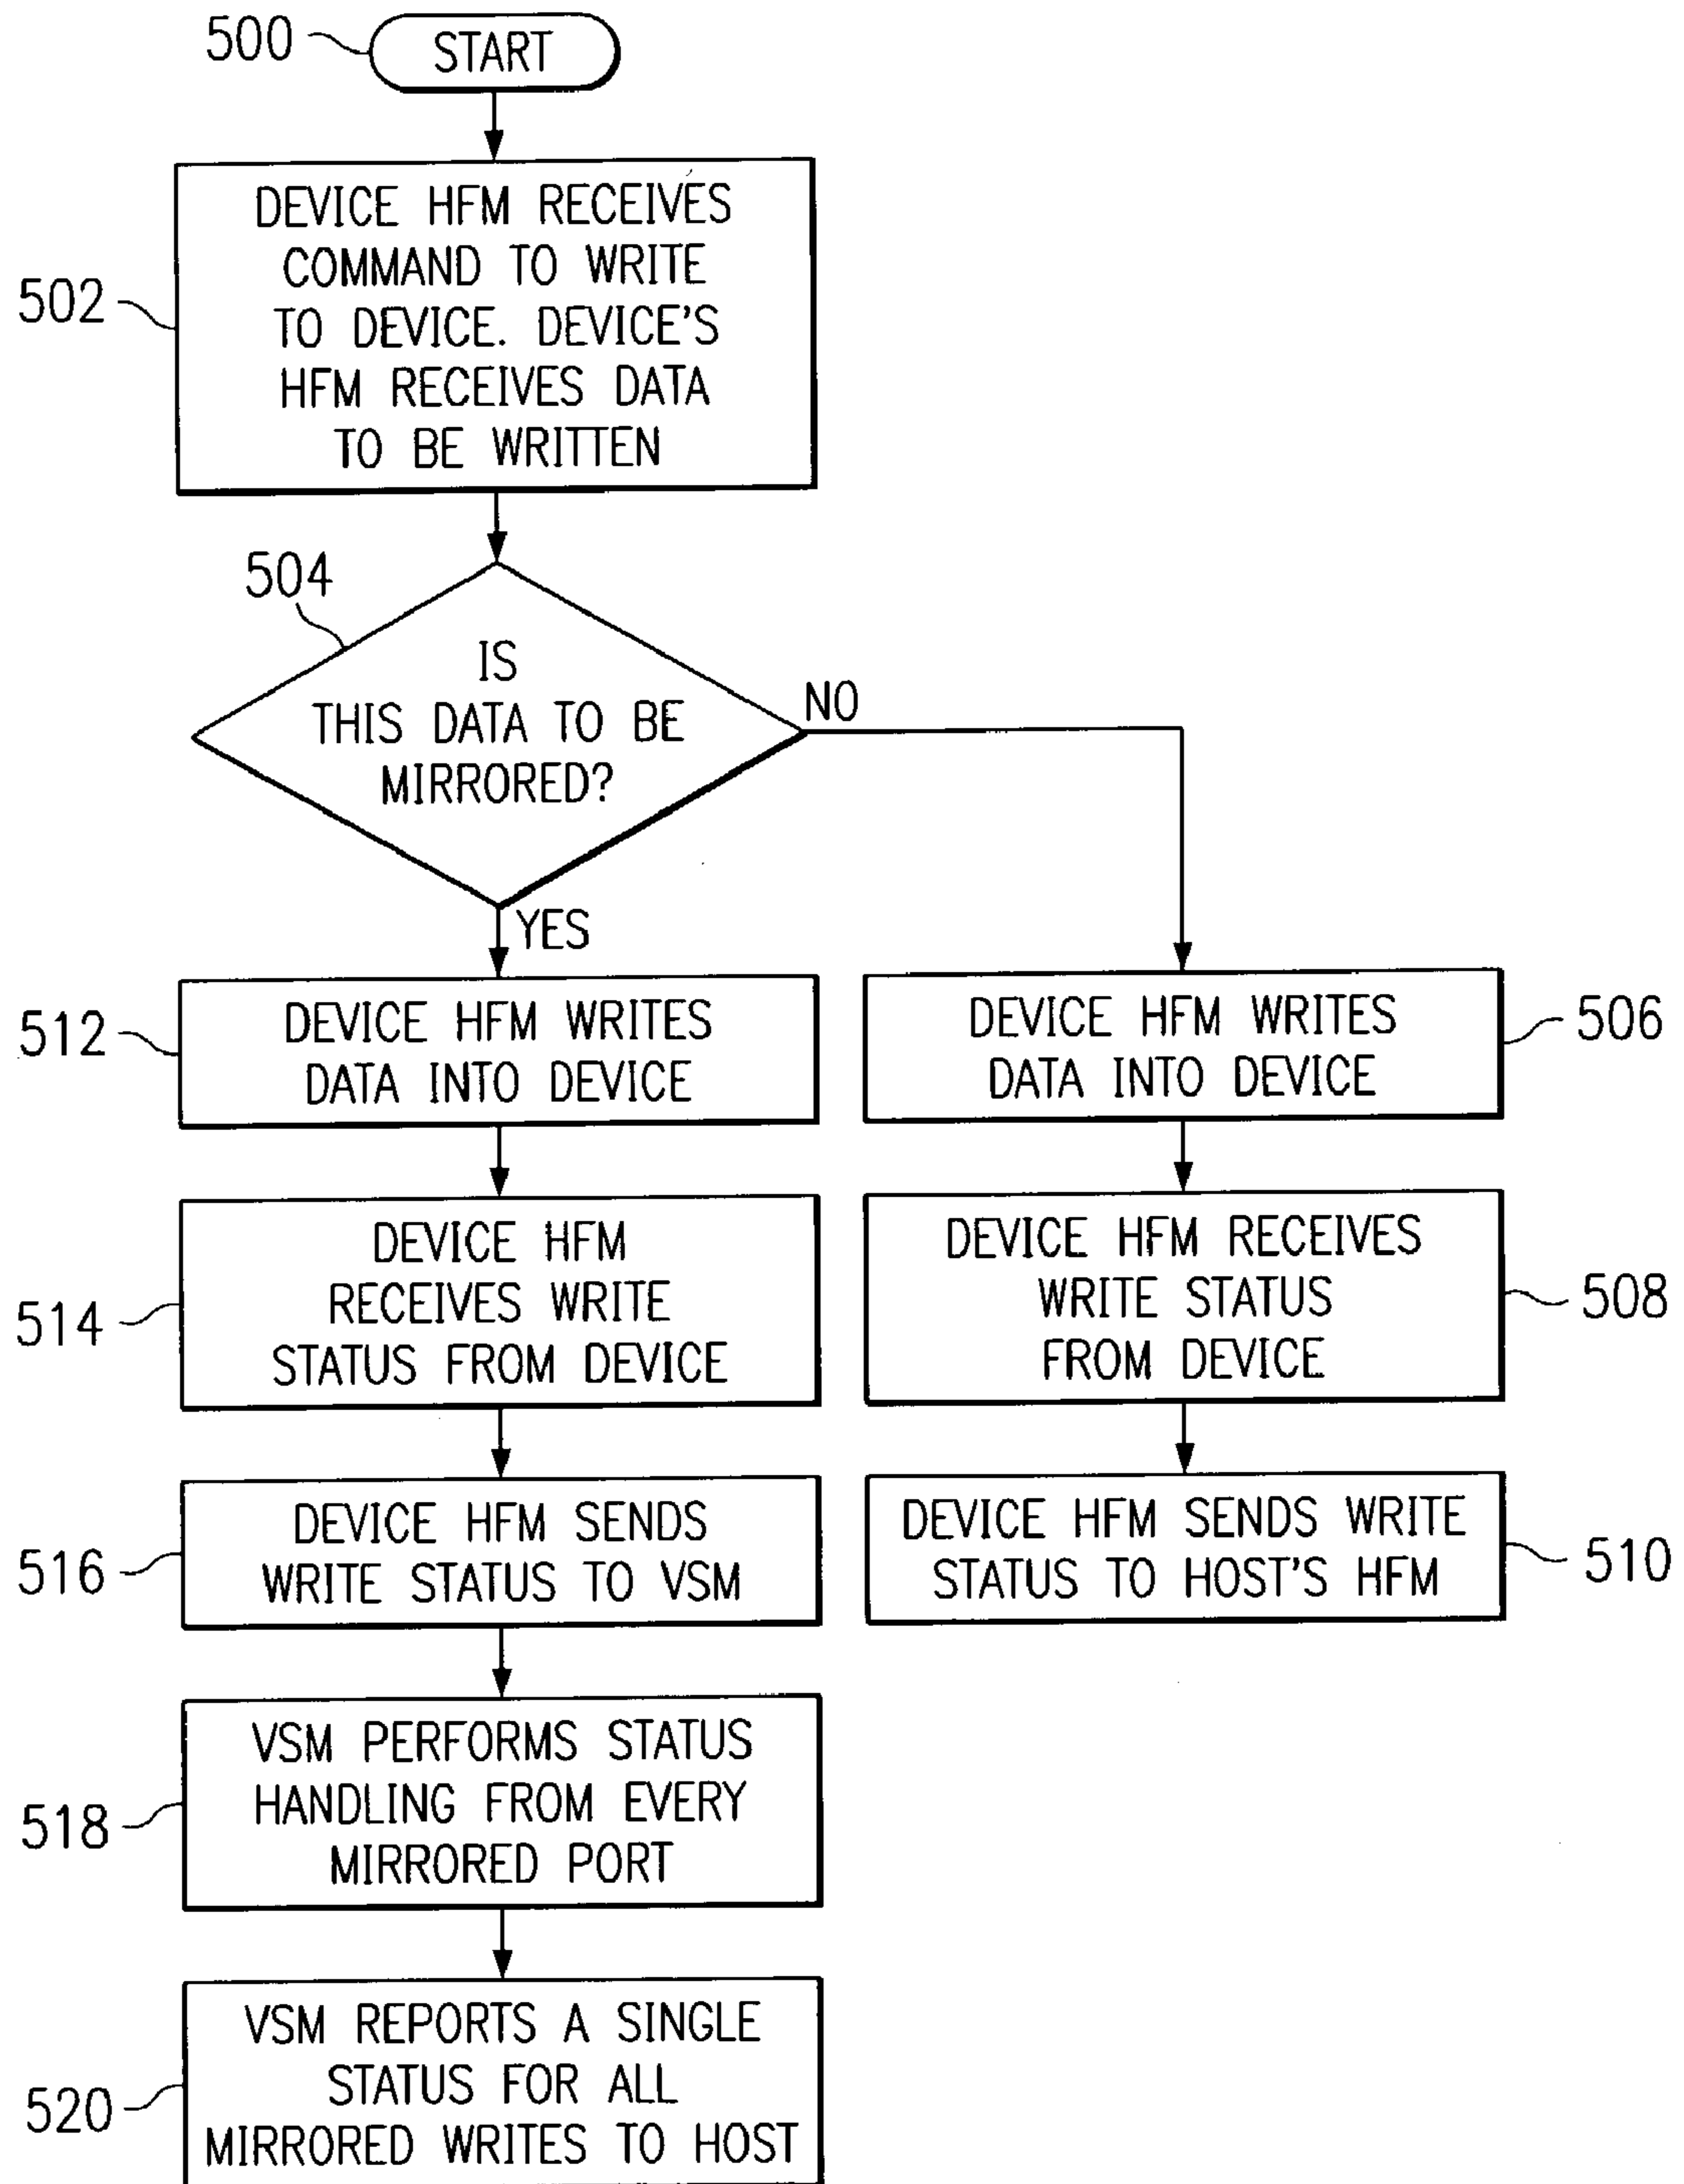 500
START
502
DEVICE HFM RECEIVES
COMMAND TO WRITE
TO DEVICE. DEVICE'S
HFM RECEIVES DATA
TO BE WRITTEN
504
IS
THIS DATA TO BE
MIRRORED?
NO
YES
512
DEVICE HFM WRITES
DATA INTO DEVICE
506
DEVICE HFM WRITES
DATA INTO DEVICE
514
DEVICE HFM
RECEIVES WRITE
STATUS FROM DEVICE
508
DEVICE HFM RECEIVES
WRITE STATUS
FROM DEVICE
516
DEVICE HFM SENDS
WRITE STATUS TO VSM
510
DEVICE HFM SENDS WRITE
STATUS TO HOST'S HFM
518
VSM PERFORMS STATUS
HANDLING FROM EVERY
MIRRORED PORT
520
VSM REPORTS A SINGLE
STATUS FOR ALL
MIRRORED WRITES TO HOST